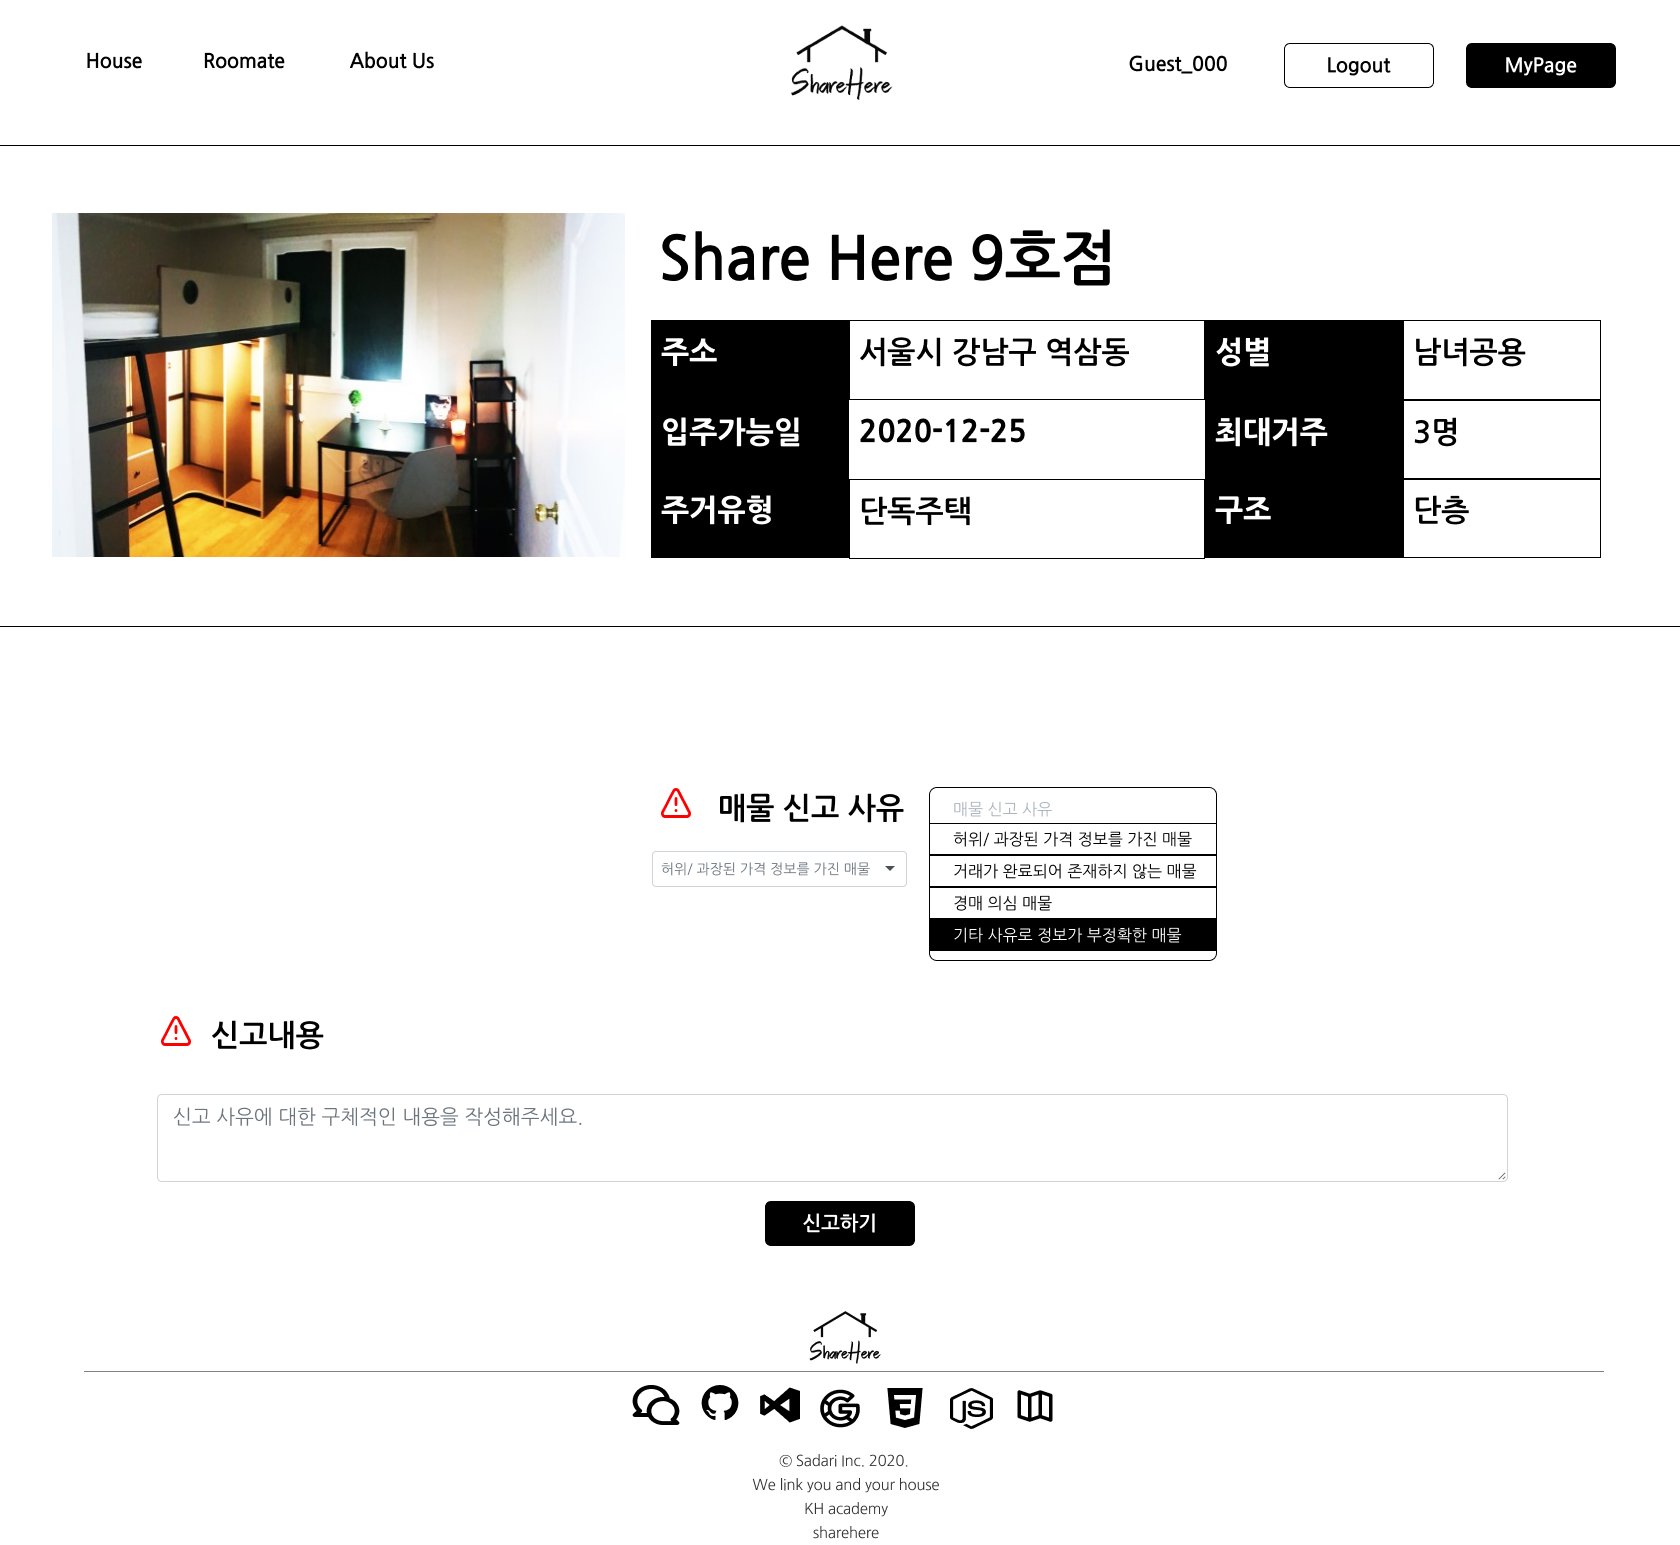 House
Roomate
About Us
ShareHere
Guest_000
Logout
MyPage
Share Here 9호점
주소
서울시 강남구 역삼동
성별
남녀공용
입주가능일
2020-12-25
최대거주
3명
주거유형
단독주택
구조
단층
매물 신고 사유
허위/ 과장된 가격 정보를 가진 매물
매물 신고 사유
허위/ 과장된 가격 정보를 가진 매물
거래가 완료되어 존재하지 않는 매물
경매 의심 매물
기타 사유로 정보가 부정확한 매물
신고내용
신고 사유에 대한 구체적인 내용을 작성해주세요.
신고하기
ShareHere
JS
© Sadari Inc. 2020.
We link you and your house
KH academy
sharehere